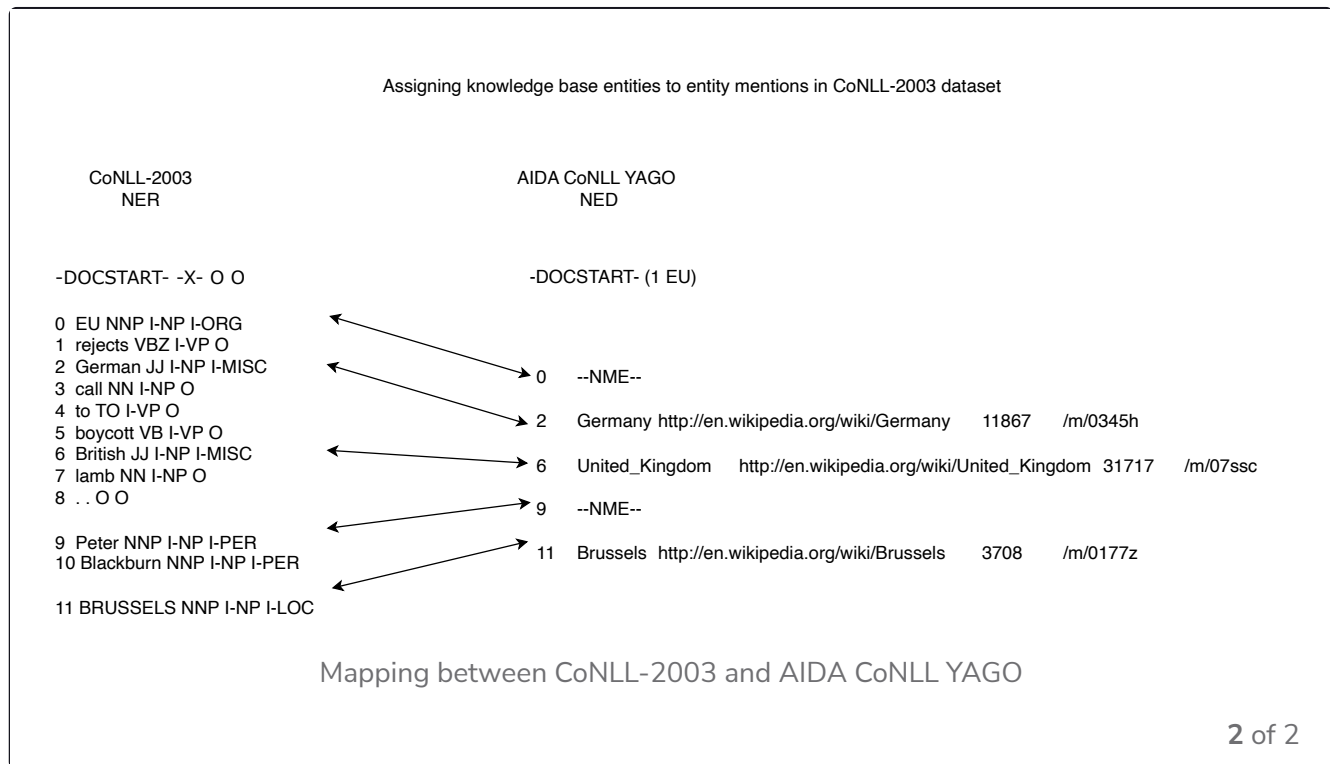 Assigning knowledge base entities to entity mentions in CoNLL-2003 dataset
CoNLL-2003
NER
-DOCSTART- -X- O O
0 EU NNP I-NP I-ORG
1 rejects VBZ I-VP O
2 German JJ I-NP I-MISC
3 call NN I-NP O
4 to TO I-VP O
5 boycott VB I-VP O
6 British JJ I-NP I-MISC
7 lamb NN I-NP O
8 . . O O
9 Peter NNP I-NP I-PER
10 Blackburn NNP I-NP I-PER
11 BRUSSELS NNP I-NP I-LOC
AIDA CoNLL YAGO
NED
-DOCSTART- (1 EU)
0 --NME--
2 Germany http://en.wikipedia.org/wiki/Germany 11867 /m/0345h
6 United_Kingdom http://en.wikipedia.org/wiki/United_Kingdom 31717 /m/07ssc
9 --NME--
11 Brussels http://en.wikipedia.org/wiki/Brussels 3708 /m/0177z
Mapping between CoNLL-2003 and AIDA CoNLL YAGO
2 of 2